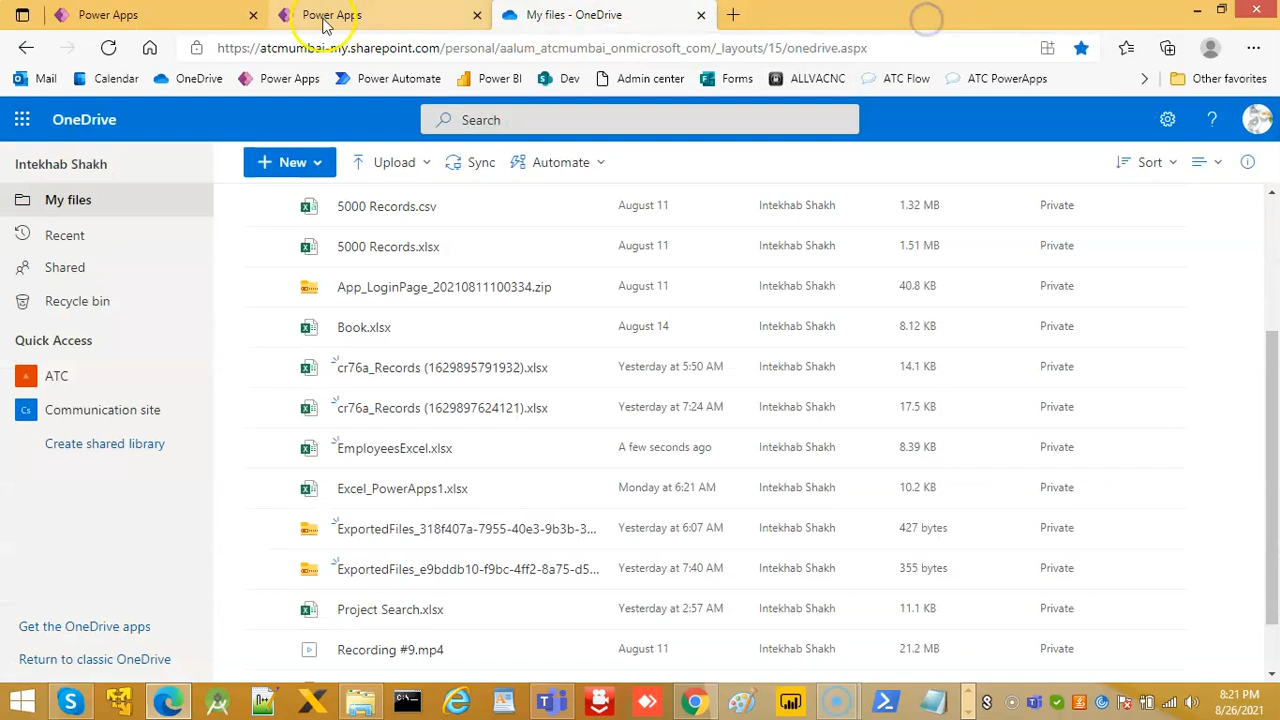 Power Apps
Power Apps
My files - OneDrive
https://atcmumbai-my.sharepoint.com/personal/aalum_atcmumbai_onmicrosoft_com/_layouts/15/onedrive.aspx
Mail Calendar OneDrive Power Apps Power Automate Power BI Dev Admin center Forms ALLVACNC ATC Flow ATC PowerApps Other favorites
OneDrive Search
Intekhab Shakh
New Upload Sync Automate Sort
My files
Recent
Shared
Recycle bin
Quick Access
ATC
Communication site
Create shared library
Get the OneDrive apps
Return to classic OneDrive
5000 Records.csv August 11 Intekhab Shakh 1.32 MB Private
5000 Records.xlsx August 11 Intekhab Shakh 1.51 MB Private
App_LoginPage_20210811100334.zip August 11 Intekhab Shakh 40.8 KB Private
Book.xlsx August 14 Intekhab Shakh 8.12 KB Private
cr76a_Records (1629895791932).xlsx Yesterday at 5:50 AM Intekhab Shakh 14.1 KB Private
cr76a_Records (1629897624121).xlsx Yesterday at 7:24 AM Intekhab Shakh 17.5 KB Private
EmployeesExcel.xlsx A few seconds ago Intekhab Shakh 8.39 KB Private
Excel_PowerApps1.xlsx Monday at 6:21 AM Intekhab Shakh 10.2 KB Private
ExportedFiles_318f407a-7955-40e3-9b3b-3... Yesterday at 6:07 AM Intekhab Shakh 427 bytes Private
ExportedFiles_e9bddb10-f9bc-4ff2-8a75-d5... Yesterday at 7:40 AM Intekhab Shakh 355 bytes Private
Project Search.xlsx Yesterday at 2:57 AM Intekhab Shakh 11.1 KB Private
Recording #9.mp4 August 11 Intekhab Shakh 21.2 MB Private
8:21 PM
8/26/2021